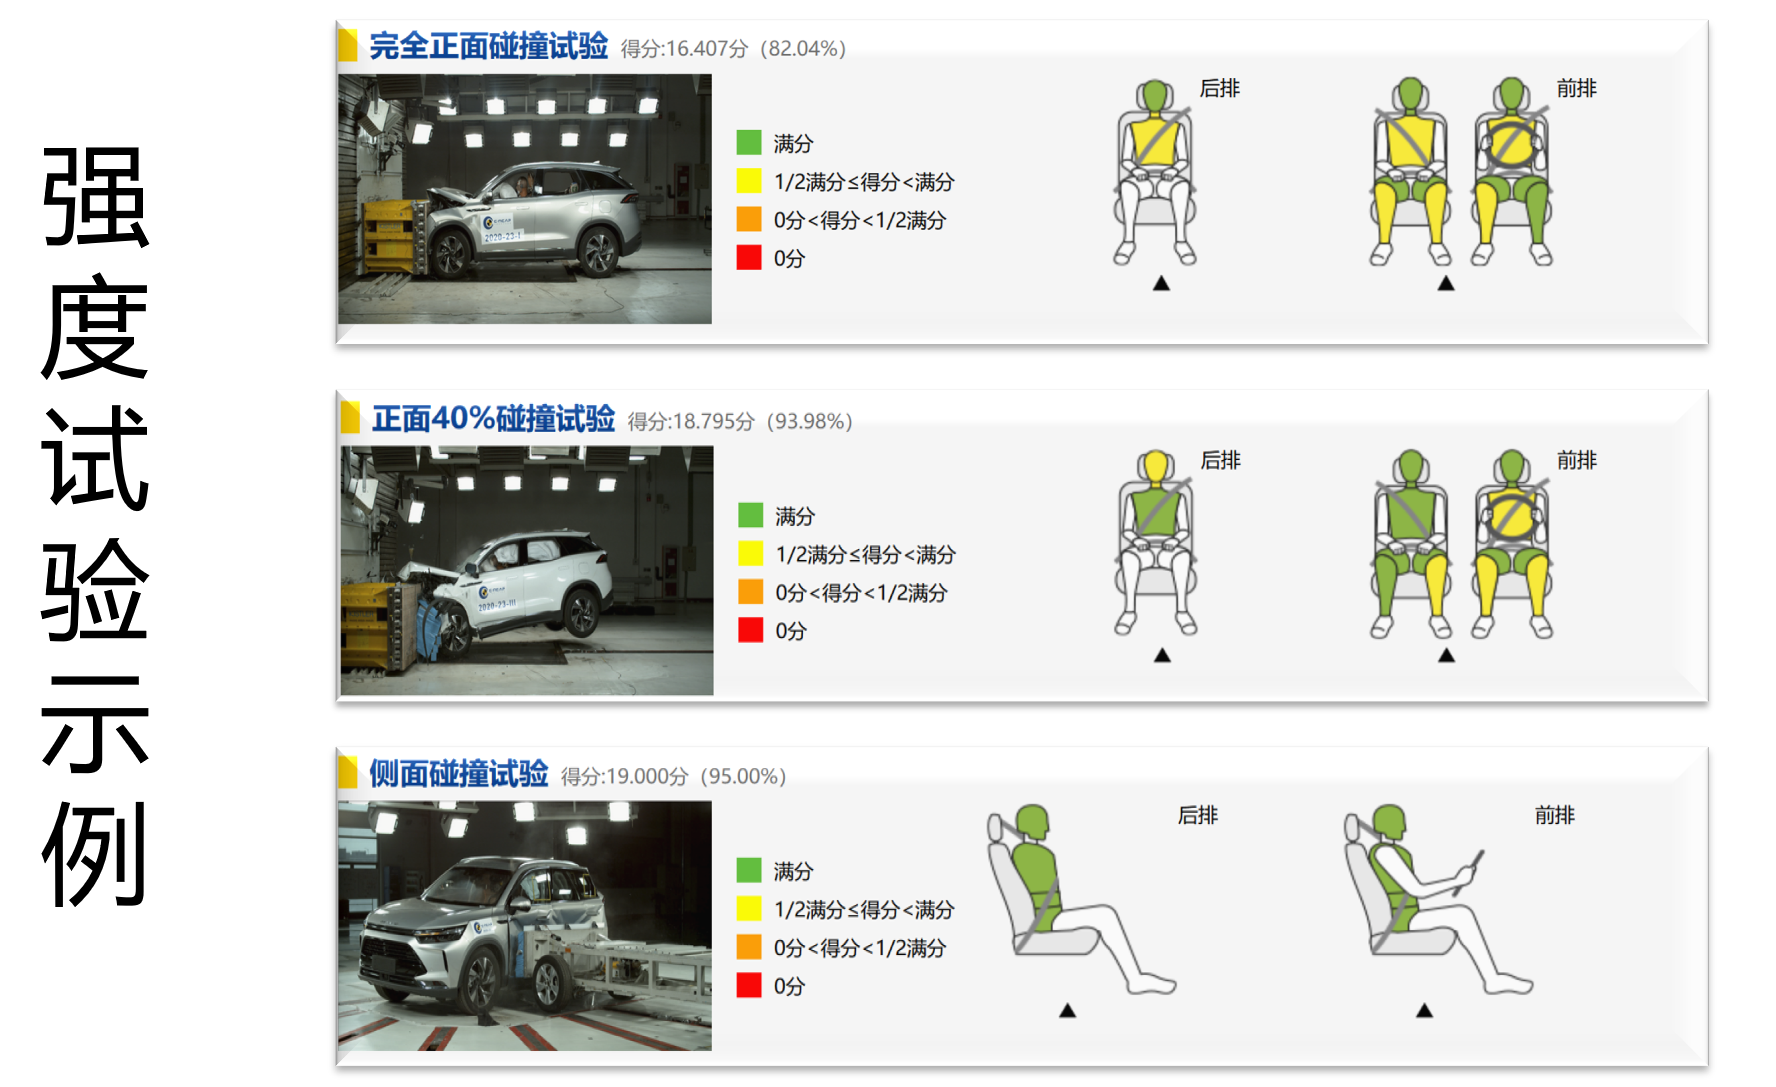 强度试验示例
完全正面碰撞试验 得分:16.407分（82.04%）
2020-23-I
满分
1/2满分≤得分<满分
0分<得分<1/2满分
0分
后排
前排
正面40%碰撞试验 得分:18.795分（93.98%）
2020-23-III
满分
1/2满分≤得分<满分
0分<得分<1/2满分
0分
后排
前排
侧面碰撞试验 得分:19.000分（95.00%）
满分
1/2满分≤得分<满分
0分<得分<1/2满分
0分
后排
前排